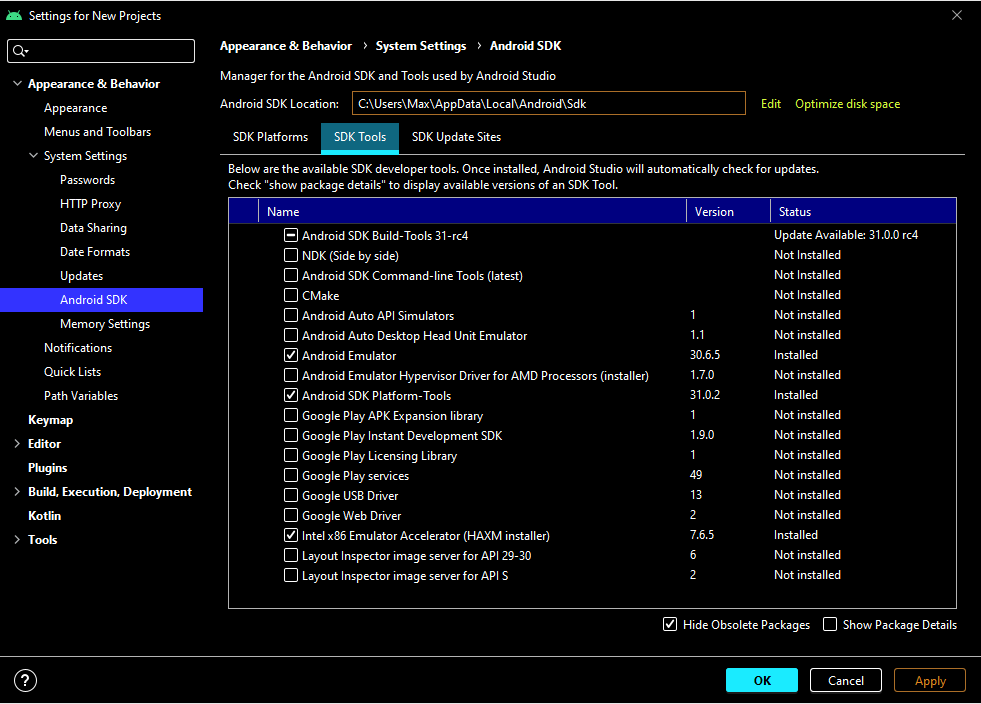 Settings for New Projects
Appearance & Behavior
Appearance
Menus and Toolbars
System Settings
Passwords
HTTP Proxy
Data Sharing
Date Formats
Updates
Android SDK
Memory Settings
Notifications
Quick Lists
Path Variables
Keymap
Editor
Plugins
Build, Execution, Deployment
Kotlin
Tools
Appearance & Behavior › System Settings › Android SDK
Manager for the Android SDK and Tools used by Android Studio
Android SDK Location: C:\Users\Max\AppData\Local\Android\Sdk Edit Optimize disk space
SDK Platforms SDK Tools SDK Update Sites
Below are the available SDK developer tools. Once installed, Android Studio will automatically check for updates.
Check "show package details" to display available versions of an SDK Tool.
Name Version Status
Android SDK Build-Tools 31-rc4 Update Available: 31.0.0 rc4
NDK (Side by side) Not Installed
Android SDK Command-line Tools (latest) Not Installed
CMake Not Installed
Android Auto API Simulators 1 Not installed
Android Auto Desktop Head Unit Emulator 1.1 Not installed
Android Emulator 30.6.5 Installed
Android Emulator Hypervisor Driver for AMD Processors (installer) 1.7.0 Not installed
Android SDK Platform-Tools 31.0.2 Installed
Google Play APK Expansion library 1 Not installed
Google Play Instant Development SDK 1.9.0 Not installed
Google Play Licensing Library 1 Not installed
Google Play services 49 Not installed
Google USB Driver 13 Not installed
Google Web Driver 2 Not installed
Intel x86 Emulator Accelerator (HAXM installer) 7.6.5 Installed
Layout Inspector image server for API 29-30 6 Not installed
Layout Inspector image server for API S 2 Not installed
Hide Obsolete Packages Show Package Details
? OK Cancel Apply